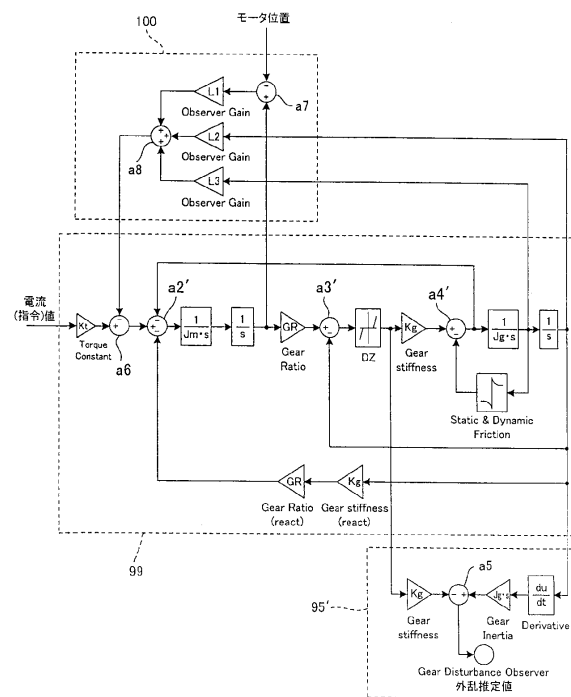 モータ位置
100
L1
Observer Gain
a7
L2
a8
Observer Gain
L3
Observer Gain
電流
(指令)値
Kt
Torque
Constant
a6
a2'
1
Jm・s
1
s
GR
Gear
Ratio
a3'
DZ
Kg
Gear
stiffness
a4'
1
Jg・s
1
s
Static & Dynamic
Friction
GR
Gear Ratio
(react)
Kg
Gear stiffness
(react)
99
95'
Kg
Gear
stiffness
a5
Jg・s
Gear
Inertia
du
dt
Derivative
Gear Disturbance Observer
外乱推定値